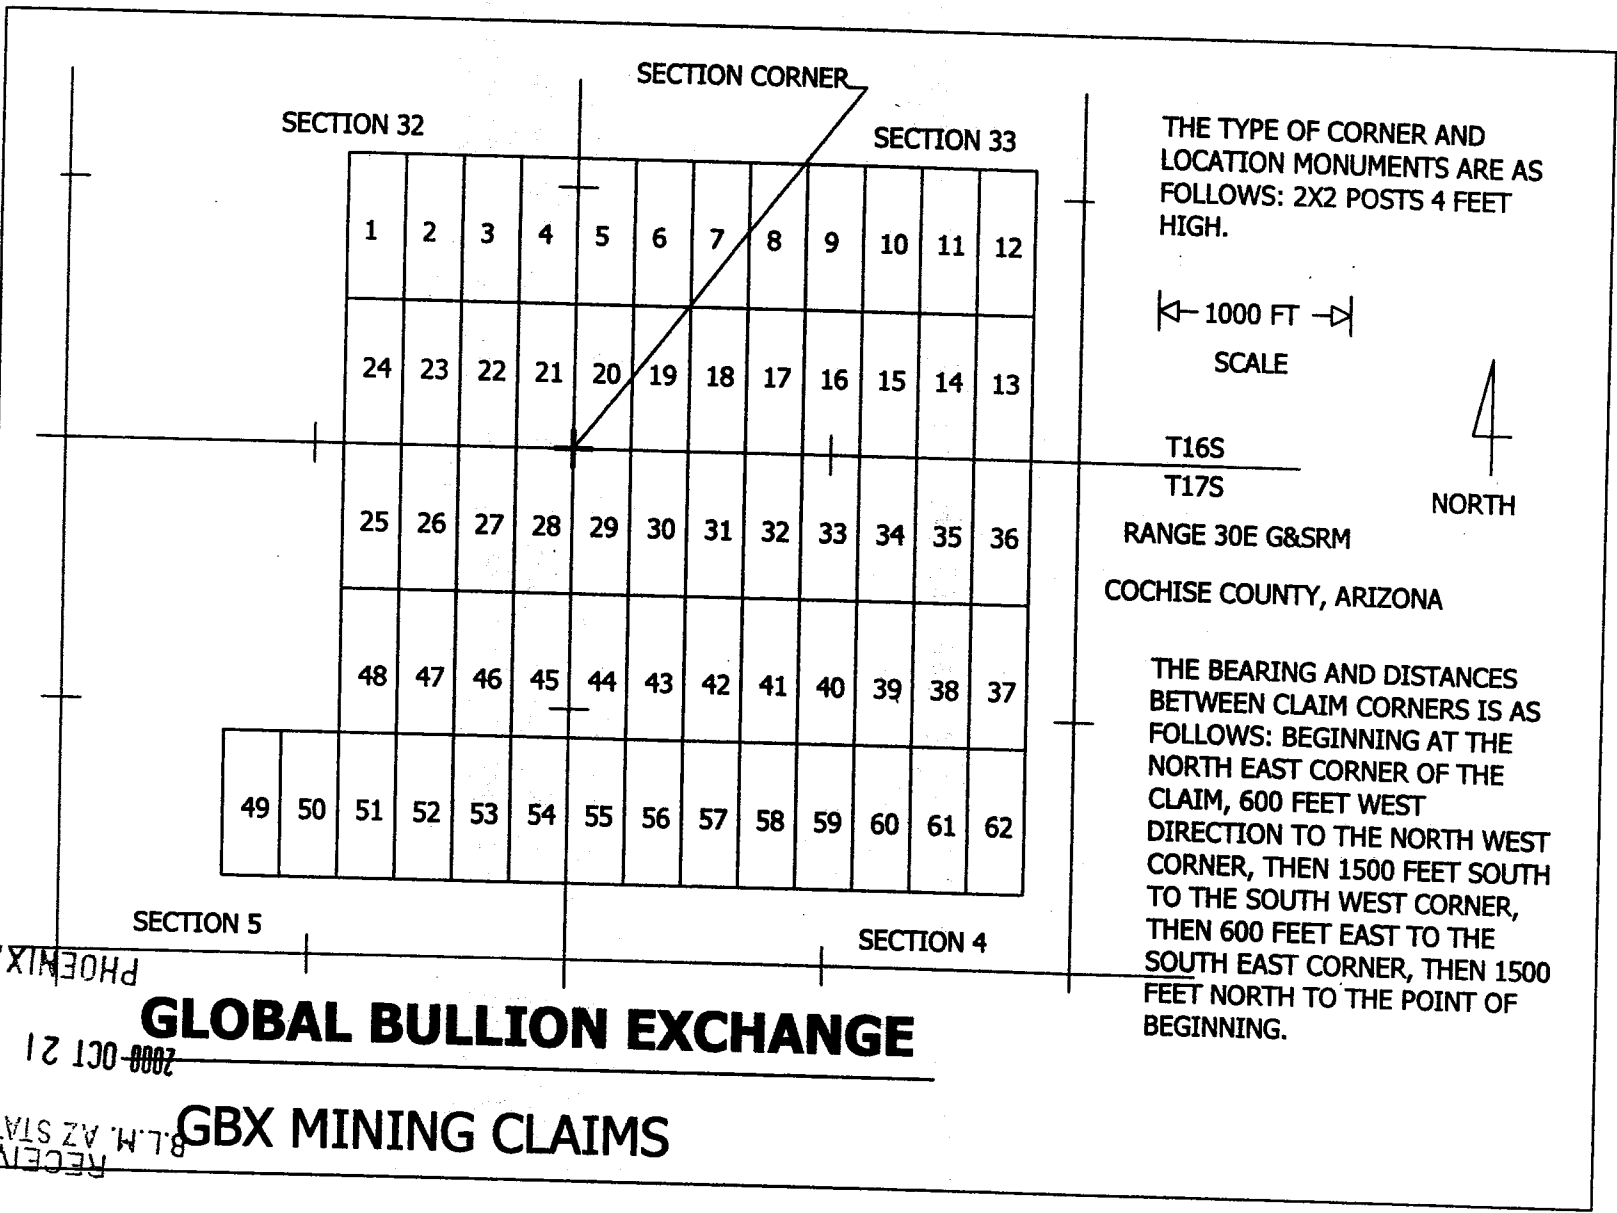 SECTION CORNER
SECTION 32
SECTION 33
THE TYPE OF CORNER AND
LOCATION MONUMENTS ARE AS
FOLLOWS: 2X2 POSTS 4 FEET
HIGH.
1 2 3 4 5 6 7 8 9 10 11 12
1000 FT
SCALE
24 23 22 21 20 19 18 17 16 15 14 13
T16S
T17S
NORTH
25 26 27 28 29 30 31 32 33 34 35 36
RANGE 30E G&SRM
COCHISE COUNTY, ARIZONA
48 47 46 45 44 43 42 41 40 39 38 37
THE BEARING AND DISTANCES
BETWEEN CLAIM CORNERS IS AS
FOLLOWS: BEGINNING AT THE
NORTH EAST CORNER OF THE
CLAIM, 600 FEET WEST
DIRECTION TO THE NORTH WEST
CORNER, THEN 1500 FEET SOUTH
TO THE SOUTH WEST CORNER,
THEN 600 FEET EAST TO THE
SOUTH EAST CORNER, THEN 1500
FEET NORTH TO THE POINT OF
BEGINNING.
49 50 51 52 53 54 55 56 57 58 59 60 61 62
SECTION 5
SECTION 4
GLOBAL BULLION EXCHANGE
GBX MINING CLAIMS
B.L.M. AZ
OCT 21
PHOENIX,